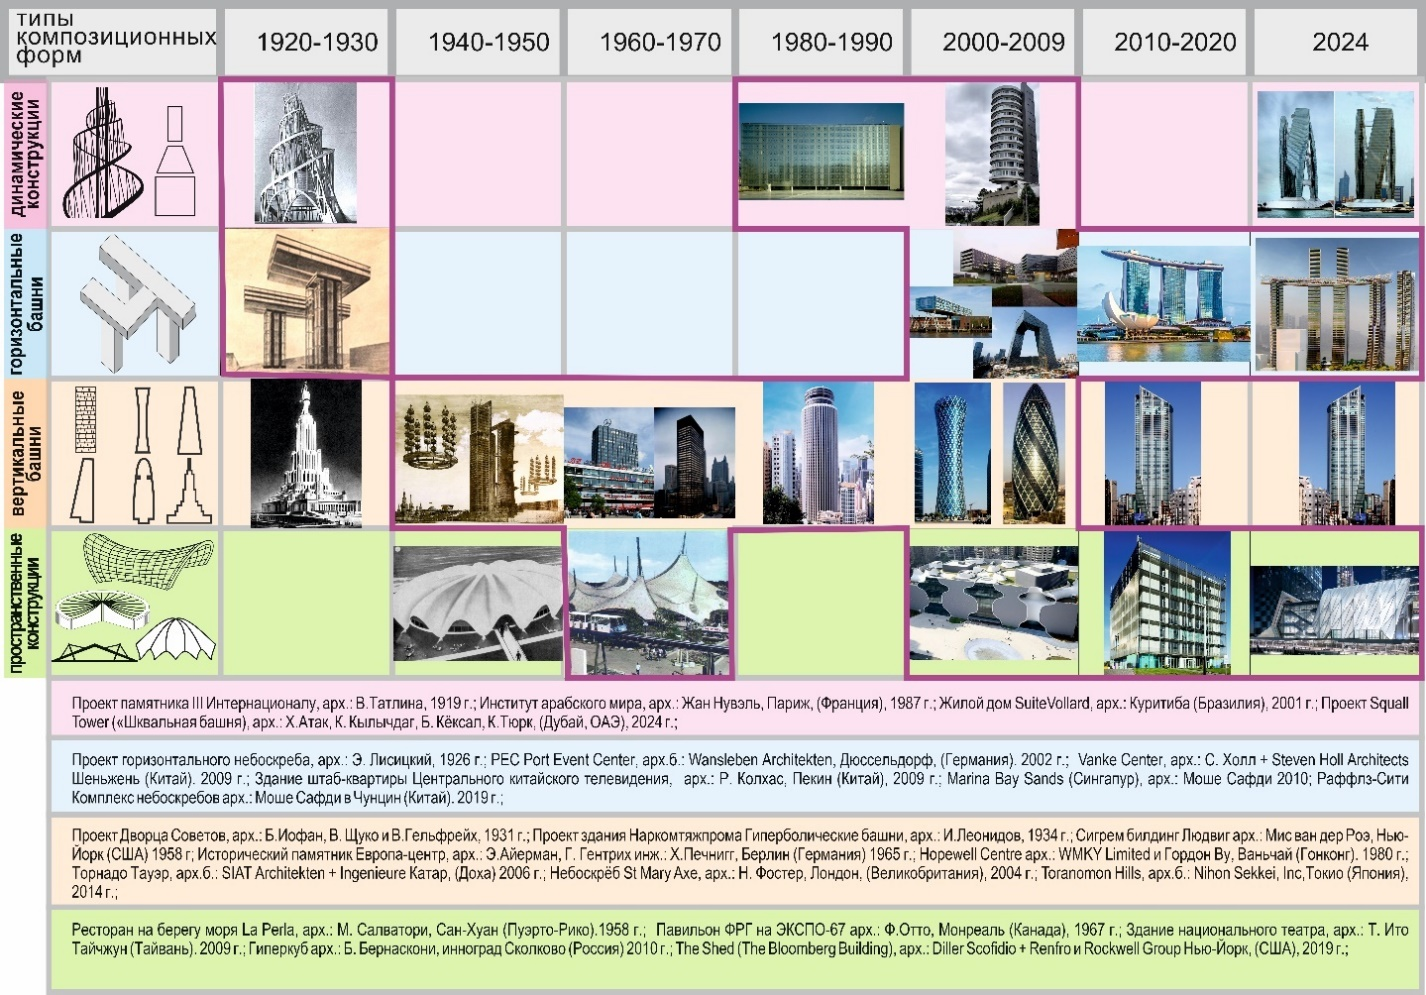 типы
композиционных
форм
1920-1930
1940-1950
1960-1970
1980-1990
2000-2009
2010-2020
2024
динамические
конструкции
горизонтальные
башни
вертикальные
башни
пространственные
конструкции
Проект памятника III Интернационалу, арх.: В.Татлина, 1919 г.; Институт арабского мира, арх.: Жан Нувэль, Париж, (Франция), 1987 г.; Жилой дом SuiteVollard, арх.: Куритиба (Бразилия), 2001 г.; Проект Squall
Tower («Шквальная башня), арх.: Х.Атак, К. Кылычдаг, Б. Кёксал, К.Тюрк, (Дубай, ОАЭ), 2024 г.;
Проект горизонтального небоскреба, арх.: Э. Лисицкий, 1926 г.; PEC Port Event Center, арх.б.: Wansleben Architekten, Дюссельдорф, (Германия). 2002 г.; Vanke Center, арх.: С. Холл + Steven Holl Architects
Шеньжень (Китай). 2009 г.; Здание штаб-квартиры Центрального китайского телевидения, арх.: Р. Колхас, Пекин (Китай), 2009 г.; Marina Bay Sands (Сингапур), арх.: Моше Сафди 2010; Раффлз-Сити
Комплекс небоскребов арх.: Моше Сафди в Чунцин (Китай). 2019 г.;
Проект Дворца Советов, арх.: Б.Иофан, В. Щуко и В.Гельфрейх, 1931 г.; Проект здания Наркомтяжпрома Гиперболические башни, арх.: И.Леонидов, 1934 г.; Сигрем билдинг Людвиг арх.: Мис ван дер Роэ, Нью-
Йорк (США) 1958 г; Исторический памятник Европа-центр, арх.: Э.Айерман, Г. Гентрих инж.: Х.Печнигг, Берлин (Германия) 1965 г.; Hopewell Centre арх.: WMKY Limited и Гордон Ву, Ваньчай (Гонконг). 1980 г.;
Торнадо Тауэр, арх.б.: SIAT Architekten + Ingenieure Катар, (Доха) 2006 г.; Небоскрёб St Mary Axe, арх.: Н. Фостер, Лондон, (Великобритания), 2004 г.; Toranomon Hills, арх.б.: Nihon Sekkei, Inc,Токио (Япония),
2014 г.;
Ресторан на берегу моря La Perla, арх.: М. Салватори, Сан-Хуан (Пуэрто-Рико).1958 г.; Павильон ФРГ на ЭКСПО-67 арх.: Ф.Отто, Монреаль (Канада), 1967 г.; Здание национального театра, арх.: Т. Ито
Тайчжун (Тайвань). 2009 г.; Гиперкуб арх.: Б. Бернаскони, инноград Сколково (Россия) 2010 г.; The Shed (The Bloomberg Building), арх.: Diller Scofidio + Renfro и Rockwell Group Нью-Йорк, (США), 2019 г.;